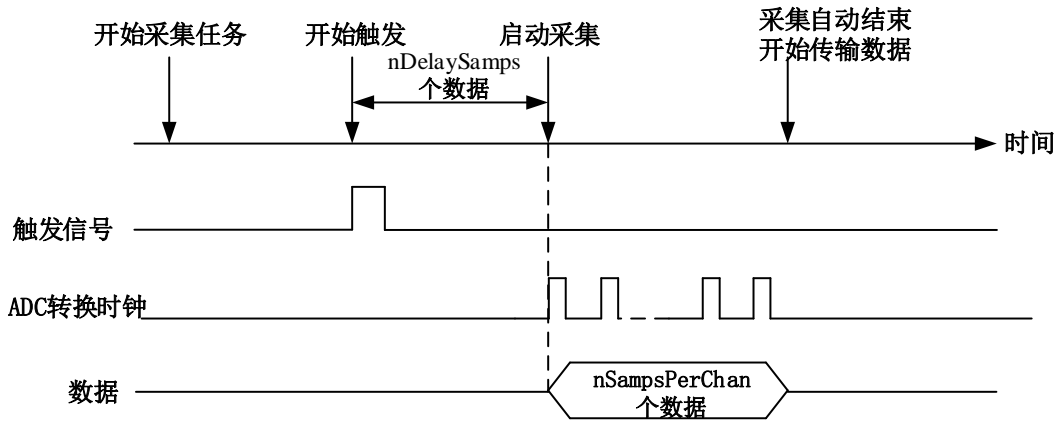 开始采集任务
开始触发
启动采集
采集自动结束
开始传输数据
nDelaySamps
个数据
时间
触发信号
ADC转换时钟
数据
nSampsPerChan
个数据